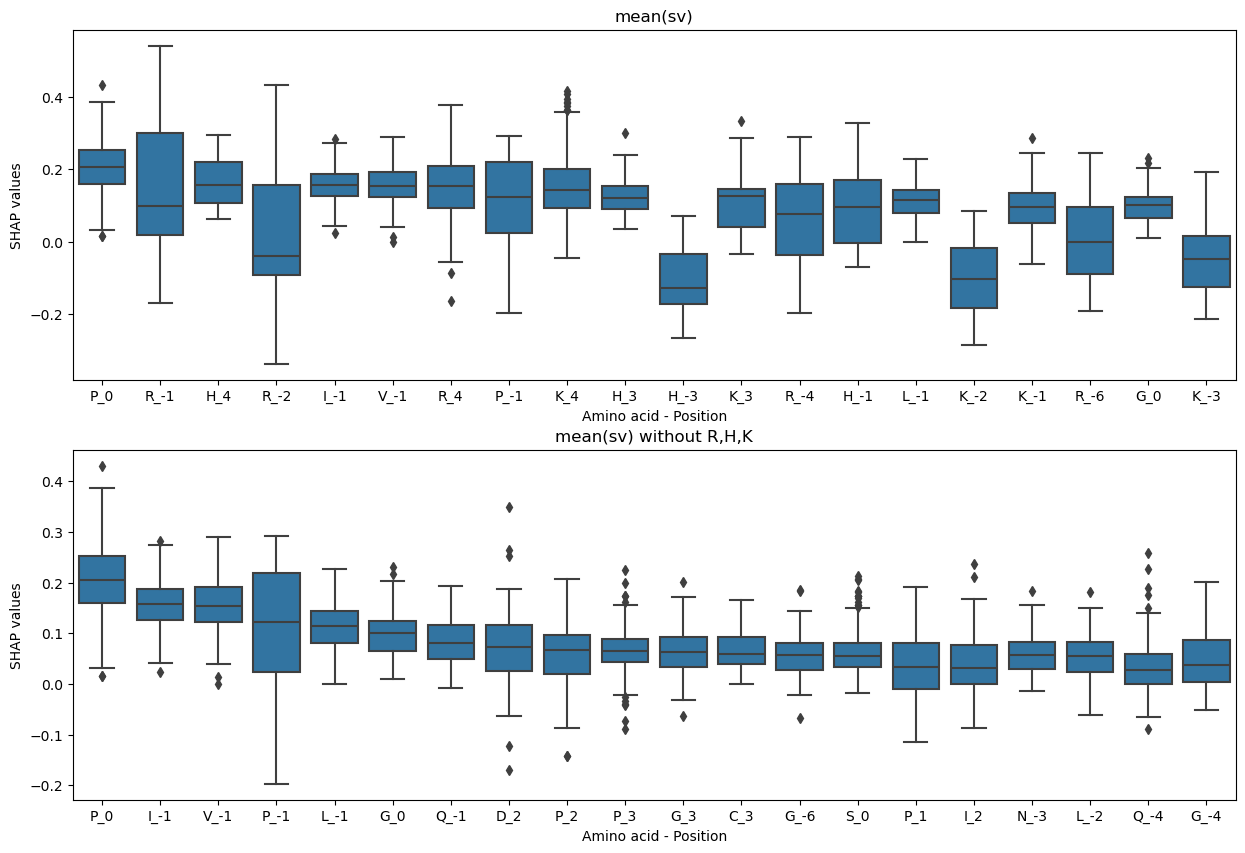 mean(sv)
SHAP values
0.4
0.2
0.0
−0.2
P_0 R_-1 H_4 R_-2 I_-1 V_-1 R_4 P_-1 K_4 H_3 H_-3 K_3 R_-4 H_-1 L_-1 K_-2 K_-1 R_-6 G_0 K_-3
Amino acid - Position
mean(sv) without R,H,K
SHAP values
0.4
0.3
0.2
0.1
0.0
−0.1
−0.2
P_0 I_-1 V_-1 P_-1 L_-1 G_0 Q_-1 D_2 P_2 P_3 G_3 C_3 G_-6 S_0 P_1 I_2 N_-3 L_-2 Q_-4 G_-4
Amino acid - Position